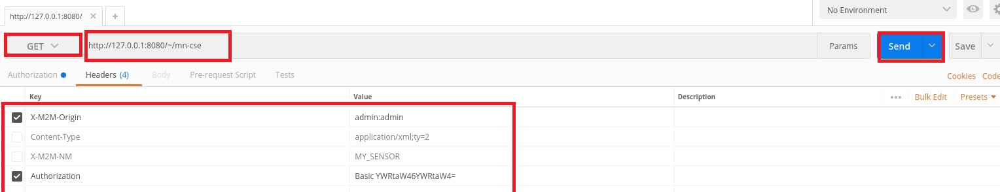 http://127.0.0.1:8080/ No Environment
GET http://127.0.0.1:8080/~/mn-cse Params Send Save
Authorization Headers (4) Body Pre-request Script Tests Cookies Code
Key Value Description Bulk Edit Presets
X-M2M-Origin admin:admin
Content-Type application/xml;ty=2
X-M2M-NM MY_SENSOR
Authorization Basic YWRtaW46YWRtaW4=